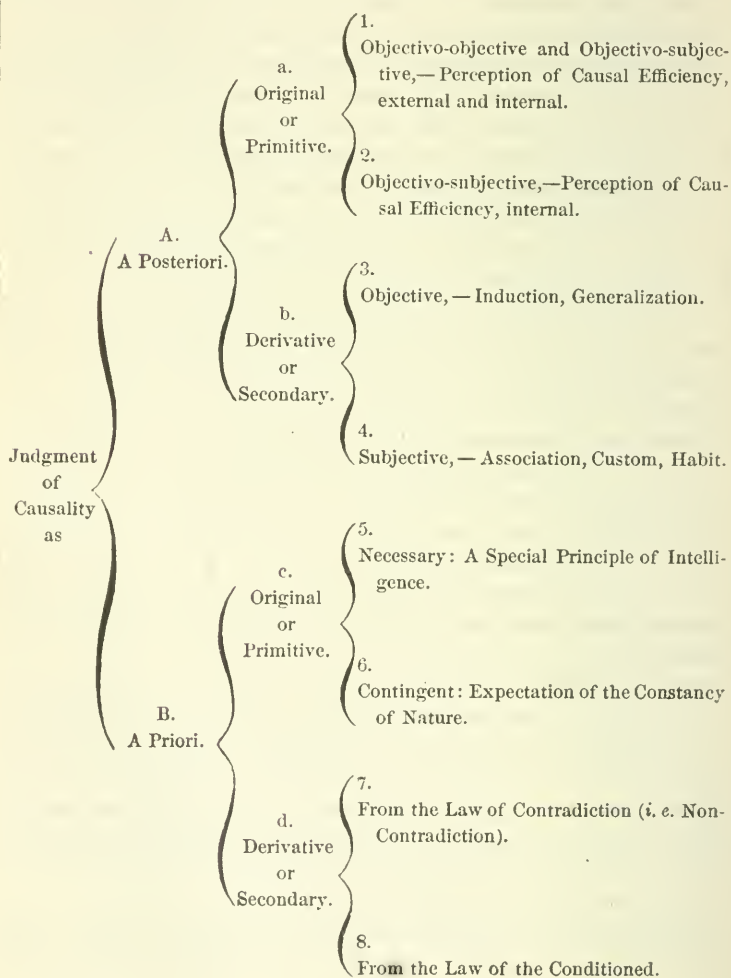 1.
Objectivo-objective and Objectivo-subjec-
tive,— Perception of Causal Efficiency,
external and internal.
a.
Original
or
Primitive.
2.
Objectivo-subjective,—Perception of Cau-
sal Efficiency, internal.
A.
A Posteriori.
3.
Objective, — Induction, Generalization.
b.
Derivative
or
Secondary.
4.
Subjective, — Association, Custom, Habit.
Judgment
of
Causality
as
5.
Necessary: A Special Principle of Intelli-
gence.
c.
Original
or
Primitive.
6.
Contingent: Expectation of the Constancy
of Nature.
B.
A Priori.
7.
From the Law of Contradiction (i. e. Non-
Contradiction).
d.
Derivative
or
Secondary.
8.
From the Law of the Conditioned.